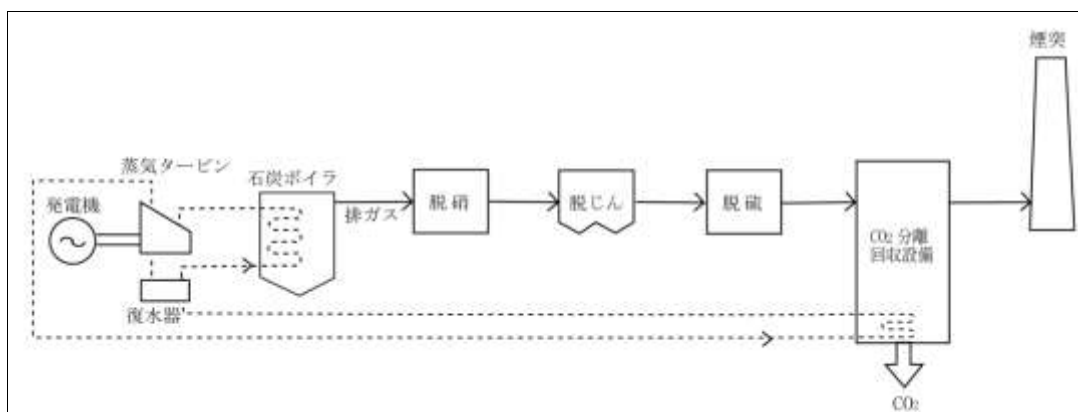 煙突
蒸気タービン
石炭ボイラ
発電機
排ガス
脱硝
脱じん
脱硫
CO2 分離
回収設備
復水器
CO2